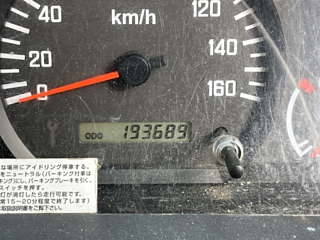 40
120
km/h
20
140
160
0
ODO 193689
な場所にアイドリング停車する。
をニュートラル(パーキング付車は
キング)にし、パーキングブレーキを引く。
スイッチを押す。
灯が消灯したら走行可能です。
常15～20分程度で終了します)
取扱説明書をご覧下さい。